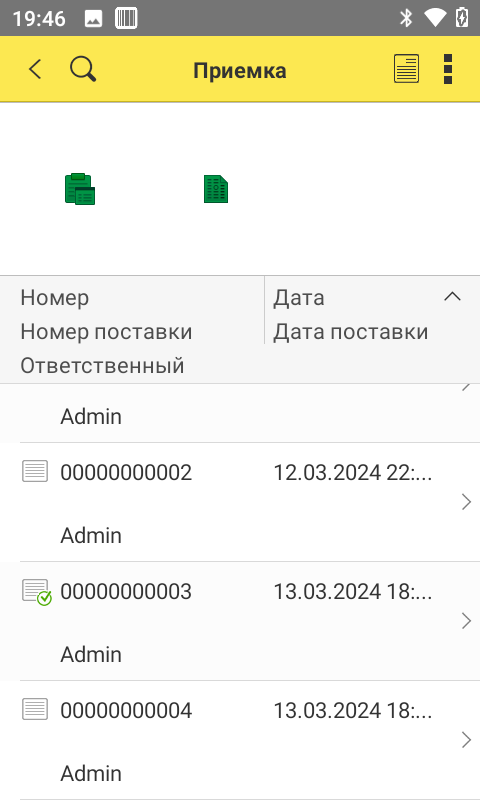 19:46
Приемка
Номер Дата
Номер поставки Дата поставки
Ответственный
Admin
00000000002 12.03.2024 22:...
Admin
00000000003 13.03.2024 18:...
Admin
00000000004 13.03.2024 18:...
Admin